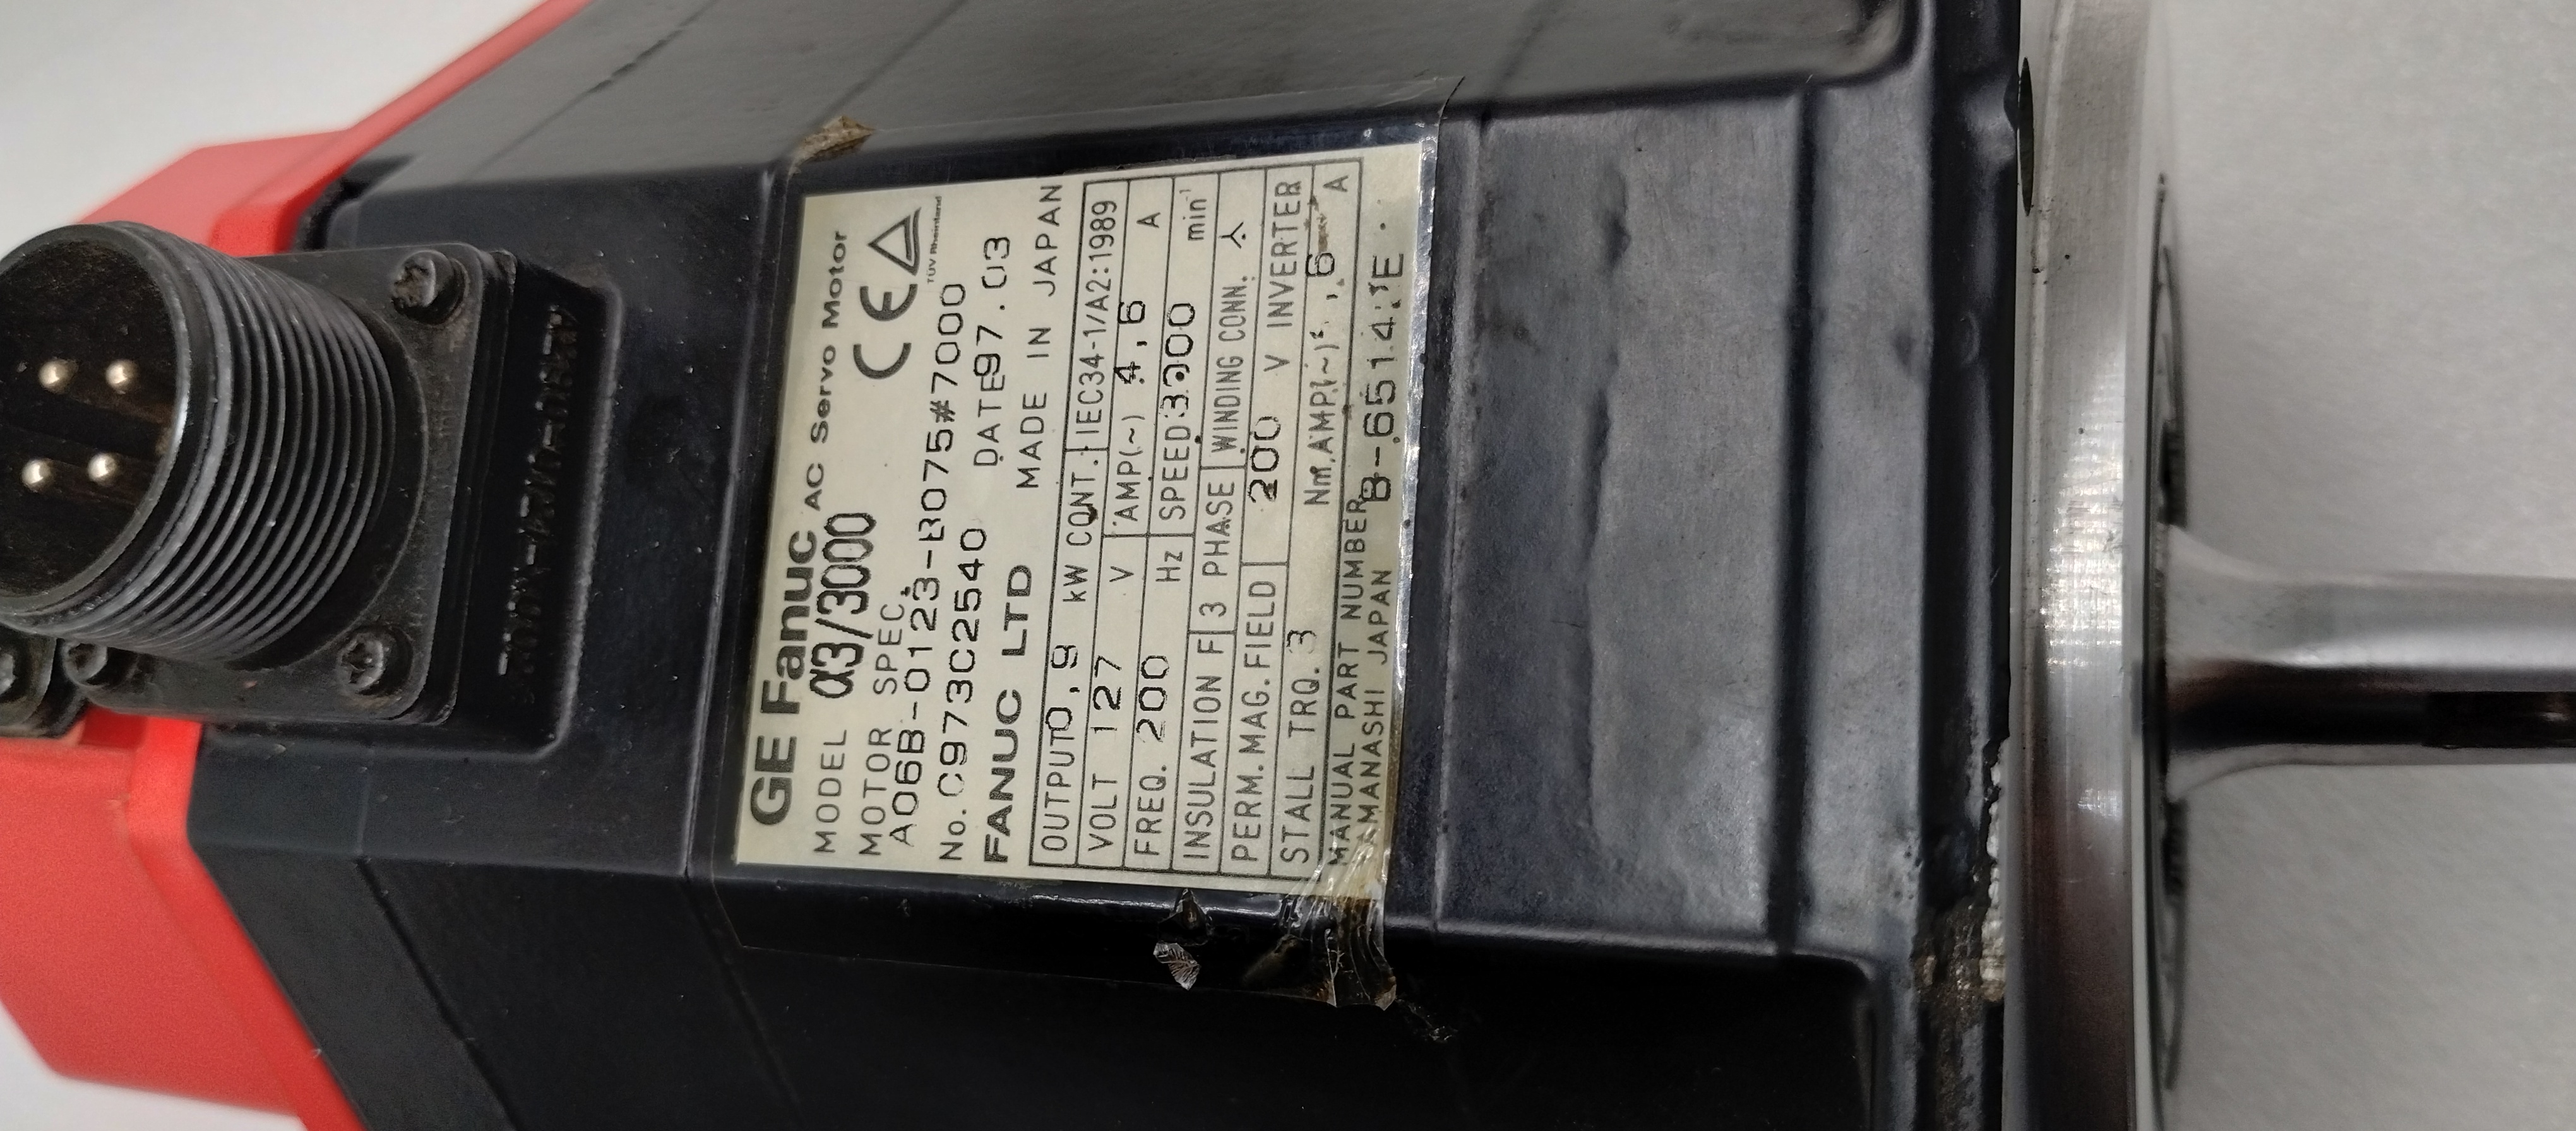 GE Fanuc AC Servo Motor
MODEL α3/3000
MOTOR SPEC.
A06B-0123-B075#7000
TÜV Rheinland
No. C973C2540 DATE 97.03
FANUC LTD MADE IN JAPAN
OUTPUT 0,9 kW CONT. IEC34-1/A2:1989
VOLT 127 V AMP(~) 4,6 A
FREQ. 200 Hz SPEED 3000 min⁻¹
INSULATION F 3 PHASE WINDING CONN.
PERM.MAG.FIELD 200 V INVERTER
STALL TRQ. 3 Nm,AMP(~) A
MANUAL PART NUMBER
YAMANASHI JAPAN